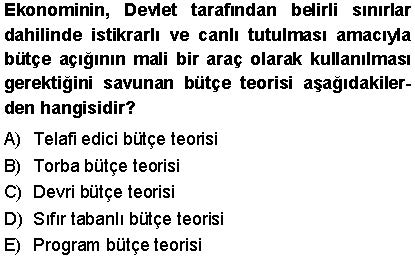 Ekonominin, Devlet tarafından belirli sınırlar
dahilinde istikrarlı ve canlı tutulması amacıyla
bütçe açığının mali bir araç olarak kullanılması
gerektiğini savunan bütçe teorisi aşağıdakiler-
den hangisidir?
A) Telafi edici bütçe teorisi
B) Torba bütçe teorisi
C) Devri bütçe teorisi
D) Sıfır tabanlı bütçe teorisi
E) Program bütçe teorisi